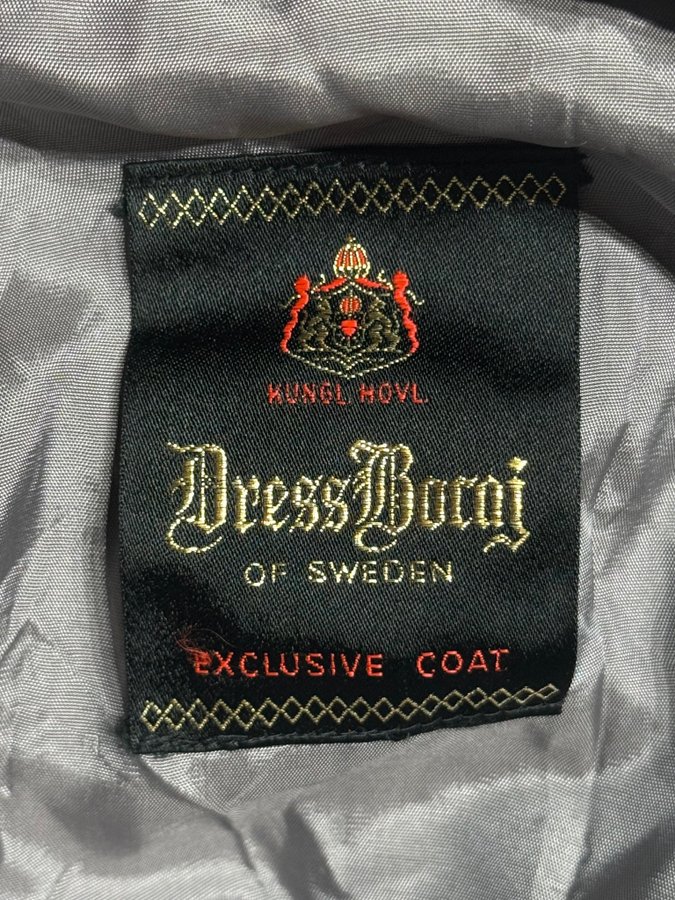 KUNGL. HOVL.
DressBoraj
OF SWEDEN
EXCLUSIVE COAT